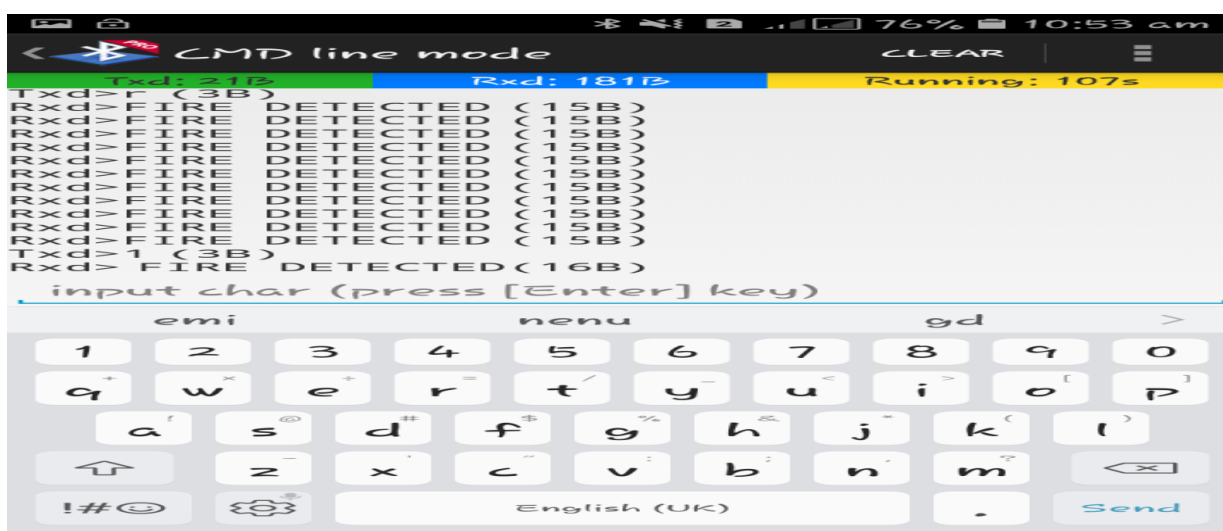 2 76% 10:53 am
< PRO CMD line mode CLEAR
Txd: 21B Rxd: 181B Running: 107s
Txd>r (3B)
Rxd>FIRE DETECTED (15B)
Rxd>FIRE DETECTED (15B)
Rxd>FIRE DETECTED (15B)
Rxd>FIRE DETECTED (15B)
Rxd>FIRE DETECTED (15B)
Rxd>FIRE DETECTED (15B)
Rxd>FIRE DETECTED (15B)
Rxd>FIRE DETECTED (15B)
Rxd>FIRE DETECTED (15B)
Rxd>FIRE DETECTED (15B)
Rxd>FIRE DETECTED (15B)
Txd>1 (3B)
Rxd> FIRE DETECTED(16B)
input char (press [Enter] key)
emi nenu gd >
1 2 3 4 5 6 7 8 9 0
q + w × e ÷ r = t / y _ u < i > o [ p ]
a ! s @ d # f $ g % h & j * k ( l )
z - x ' c " v : b ; n , m ?
!#☺ English (UK) . Send